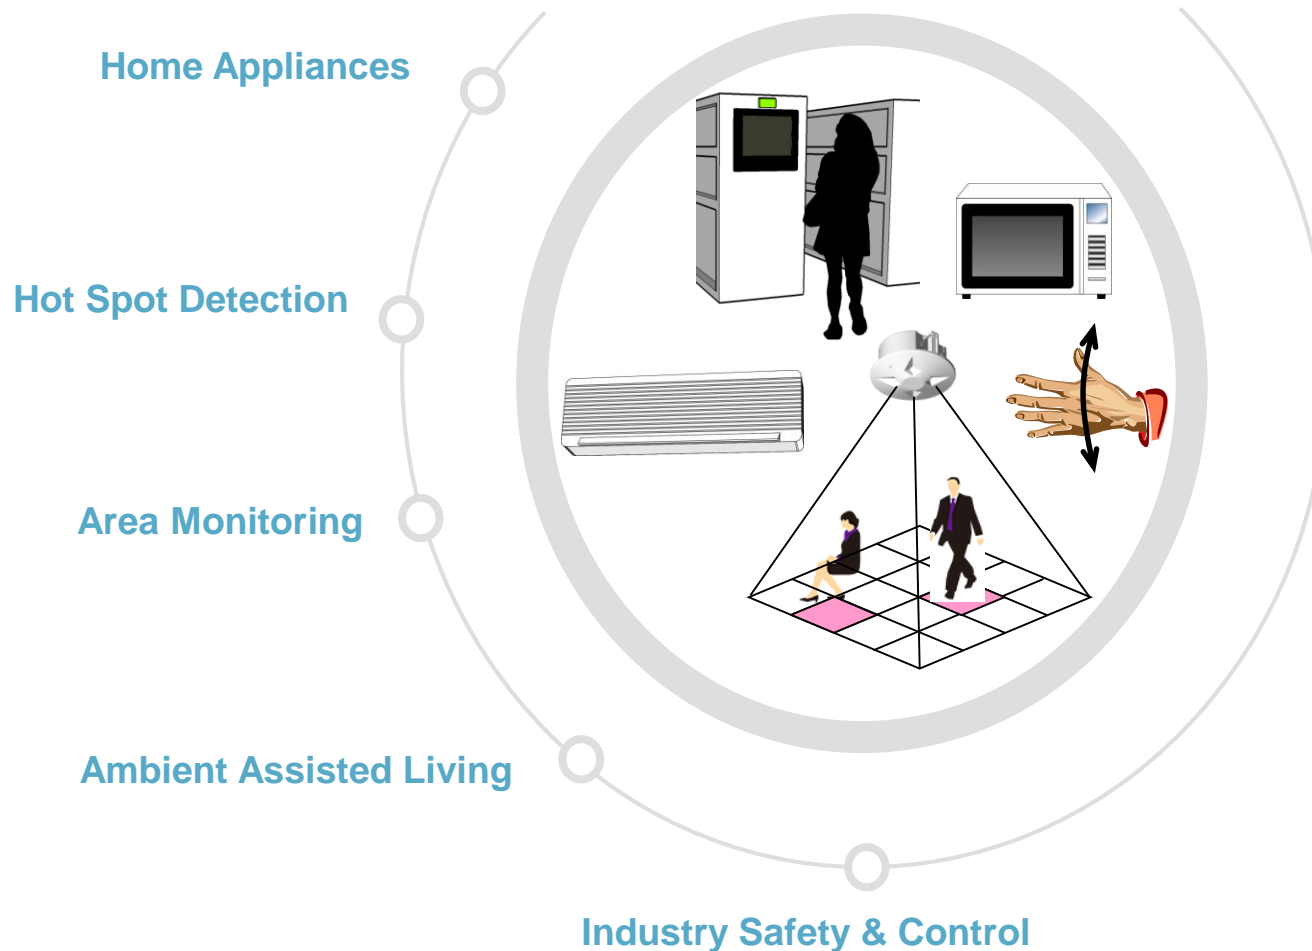 Home Appliances
Hot Spot Detection
Area Monitoring
Ambient Assisted Living
Industry Safety & Control